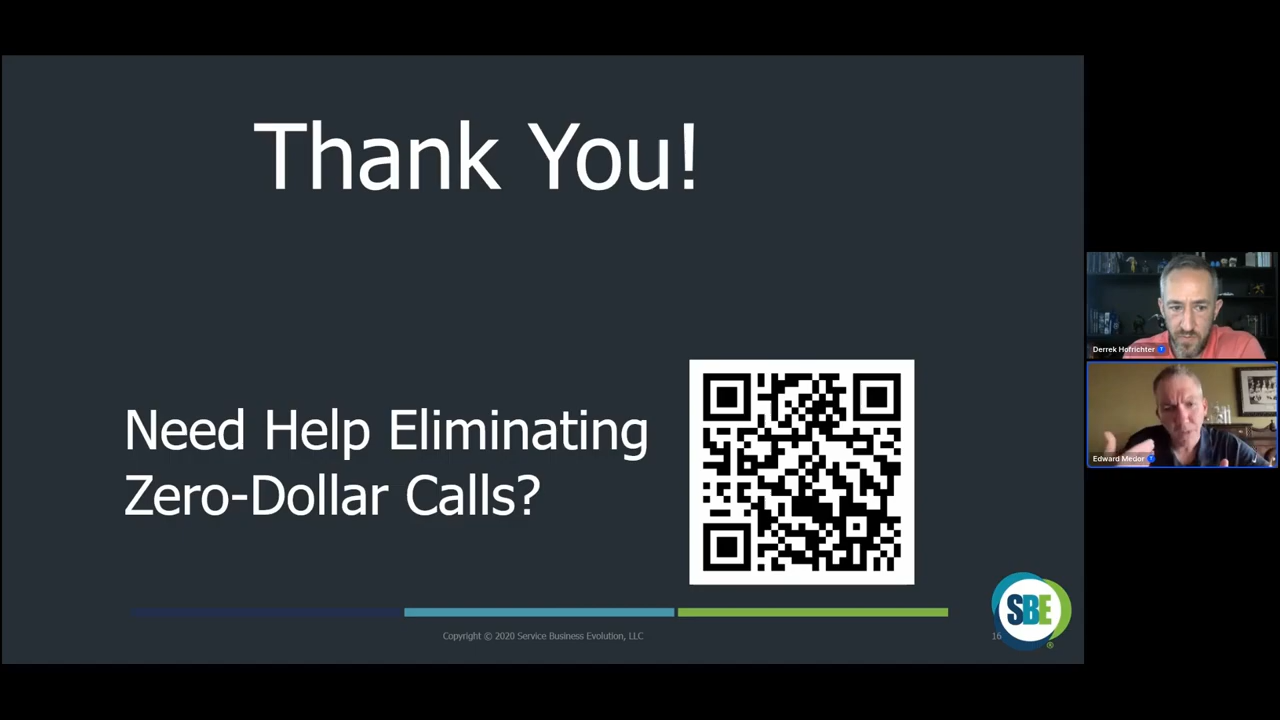 Thank You!
Need Help Eliminating
Zero-Dollar Calls?
Copyright © 2020 Service Business Evolution, LLC
16
SBE
®
Derrek Hofrichter
Edward Medor